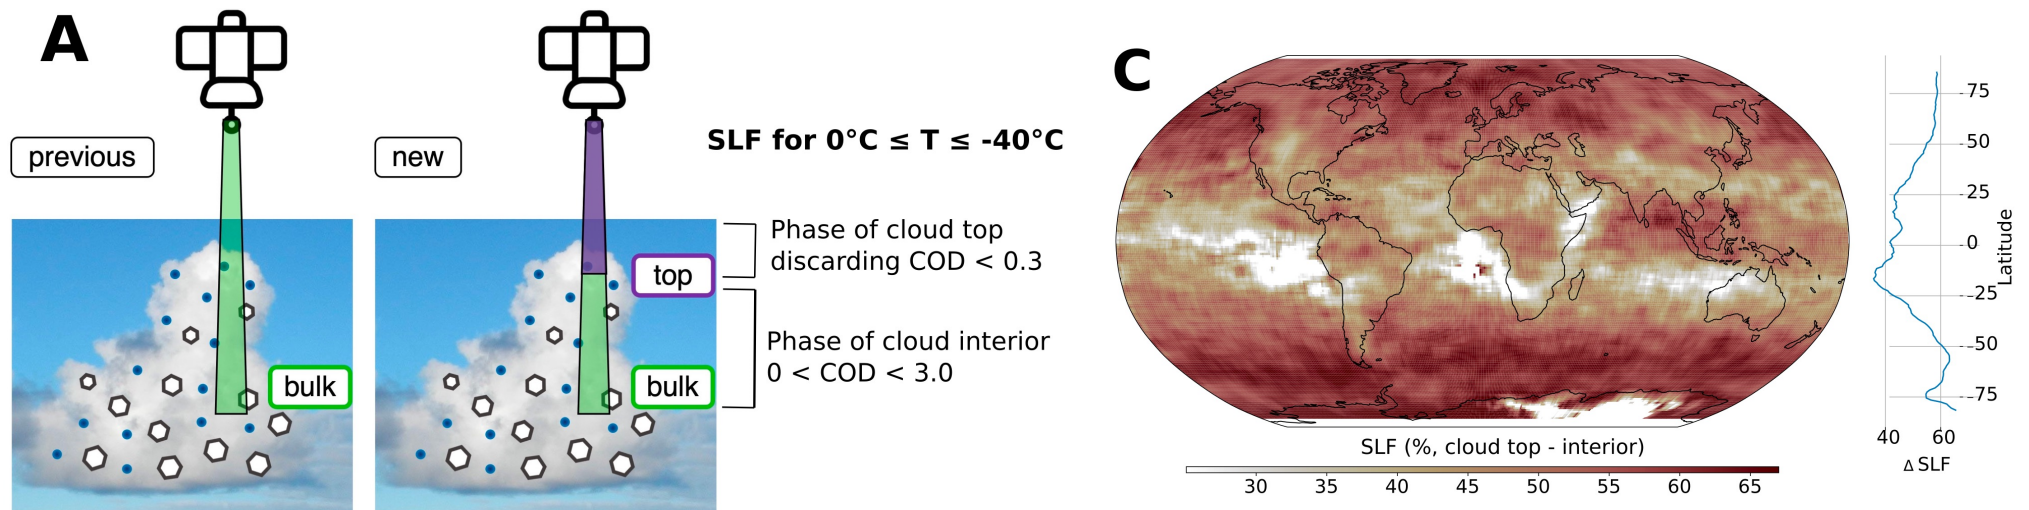 A
previous
new
SLF for 0°C ≤ T ≤ -40°C
Phase of cloud top
discarding COD < 0.3
top
Phase of cloud interior
0 < COD < 3.0
bulk
bulk
C
75
50
25
0
-25
-50
-75
Latitude
40 60
Δ SLF
SLF (%, cloud top - interior)
30 35 40 45 50 55 60 65